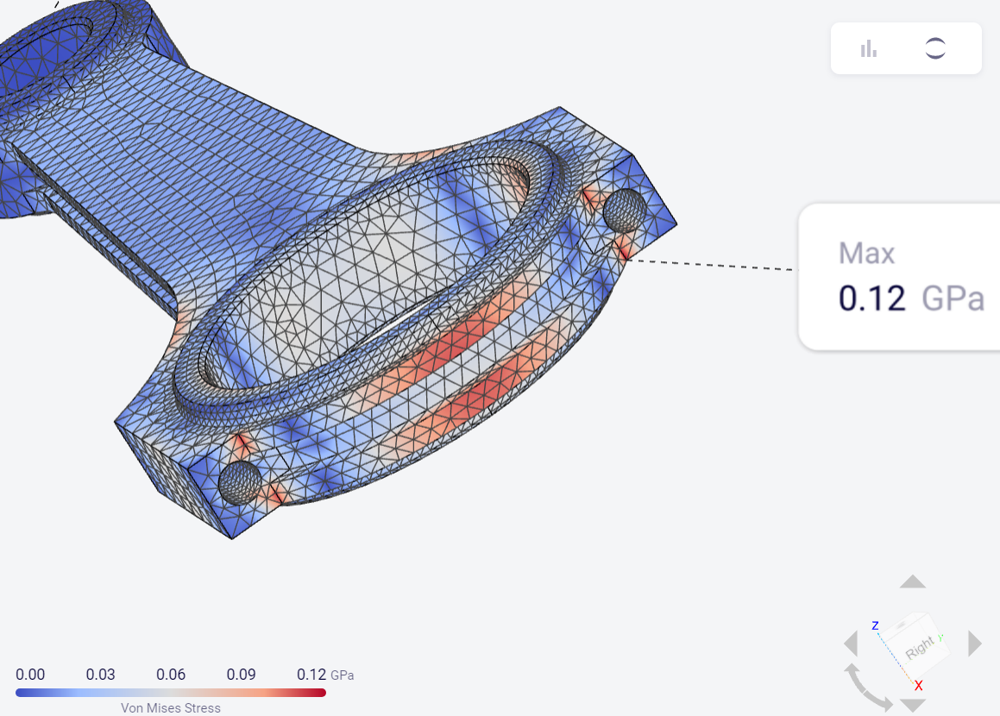 Max
0.12 GPa
Z
Y
Right
X
0.00 0.03 0.06 0.09 0.12 GPa
Von Mises Stress